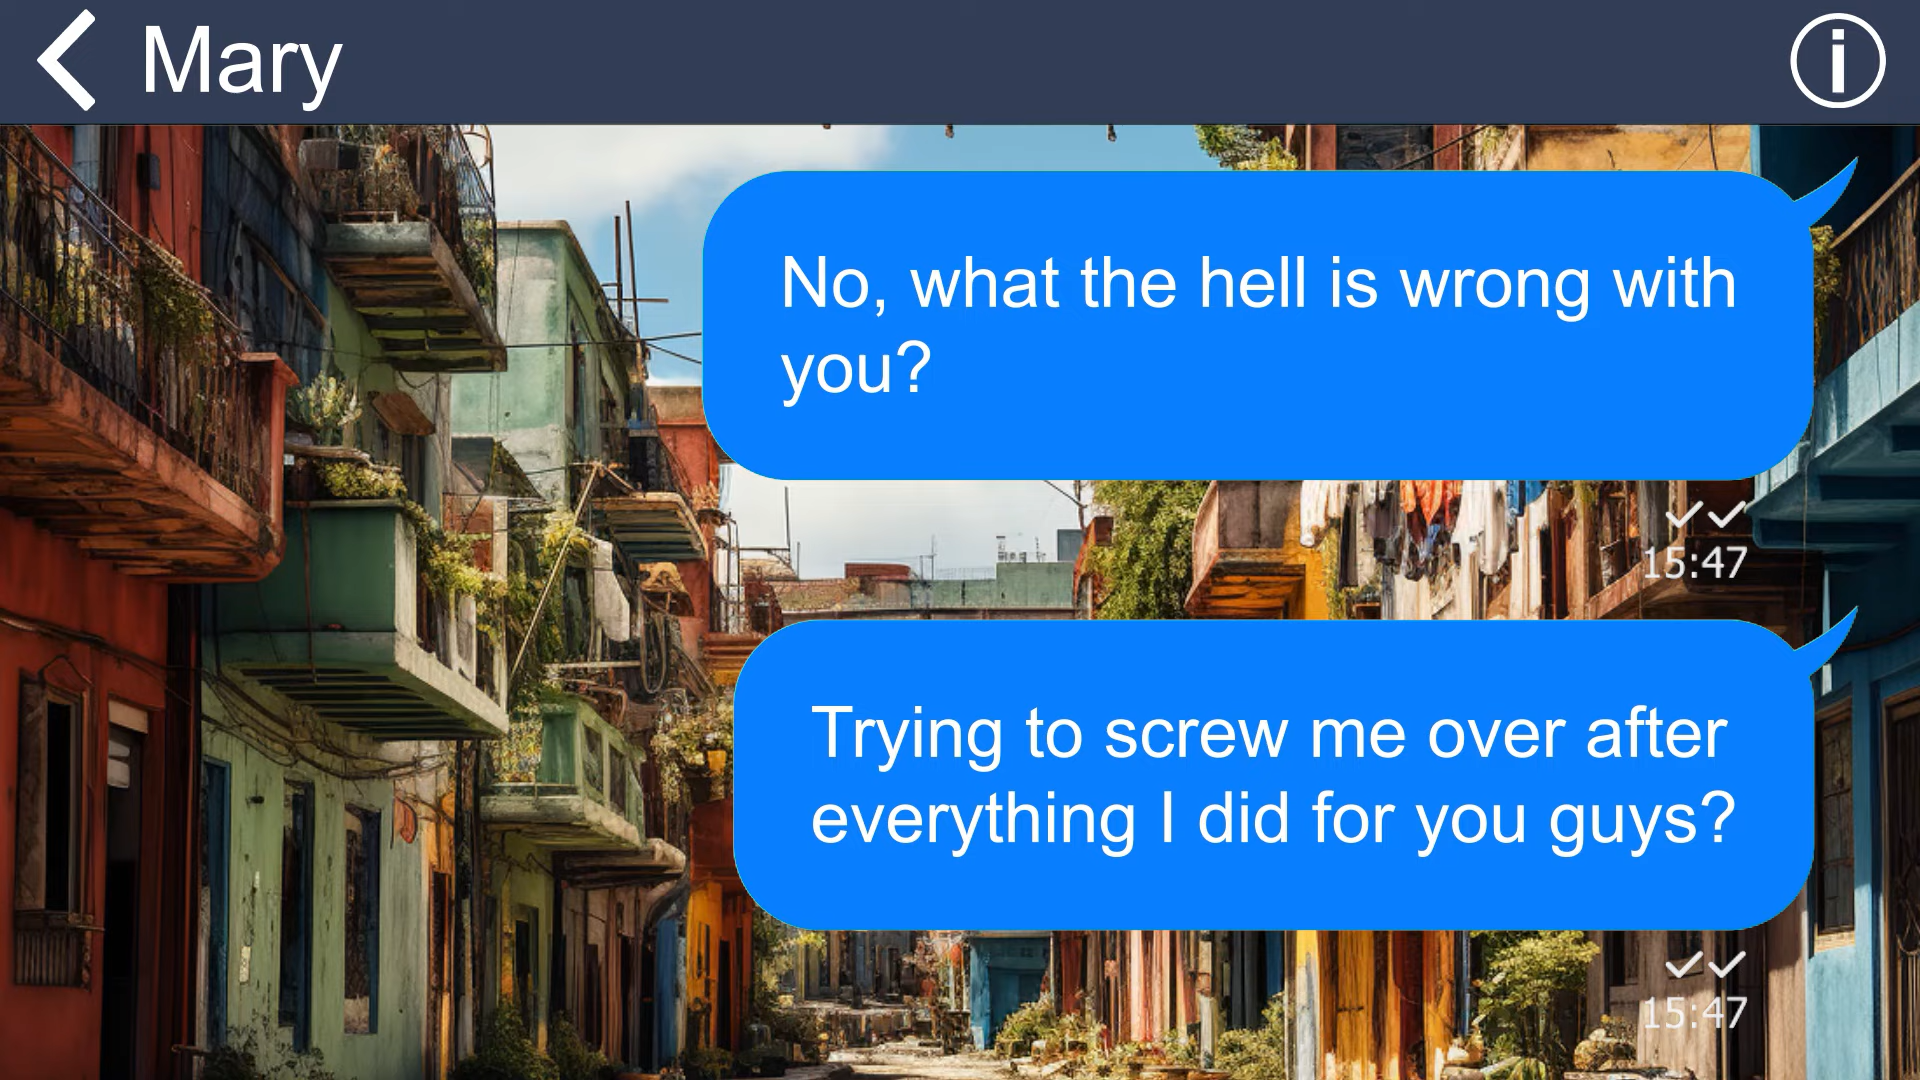 Mary
No, what the hell is wrong with
you?
15:47
Trying to screw me over after
everything I did for you guys?
15:47